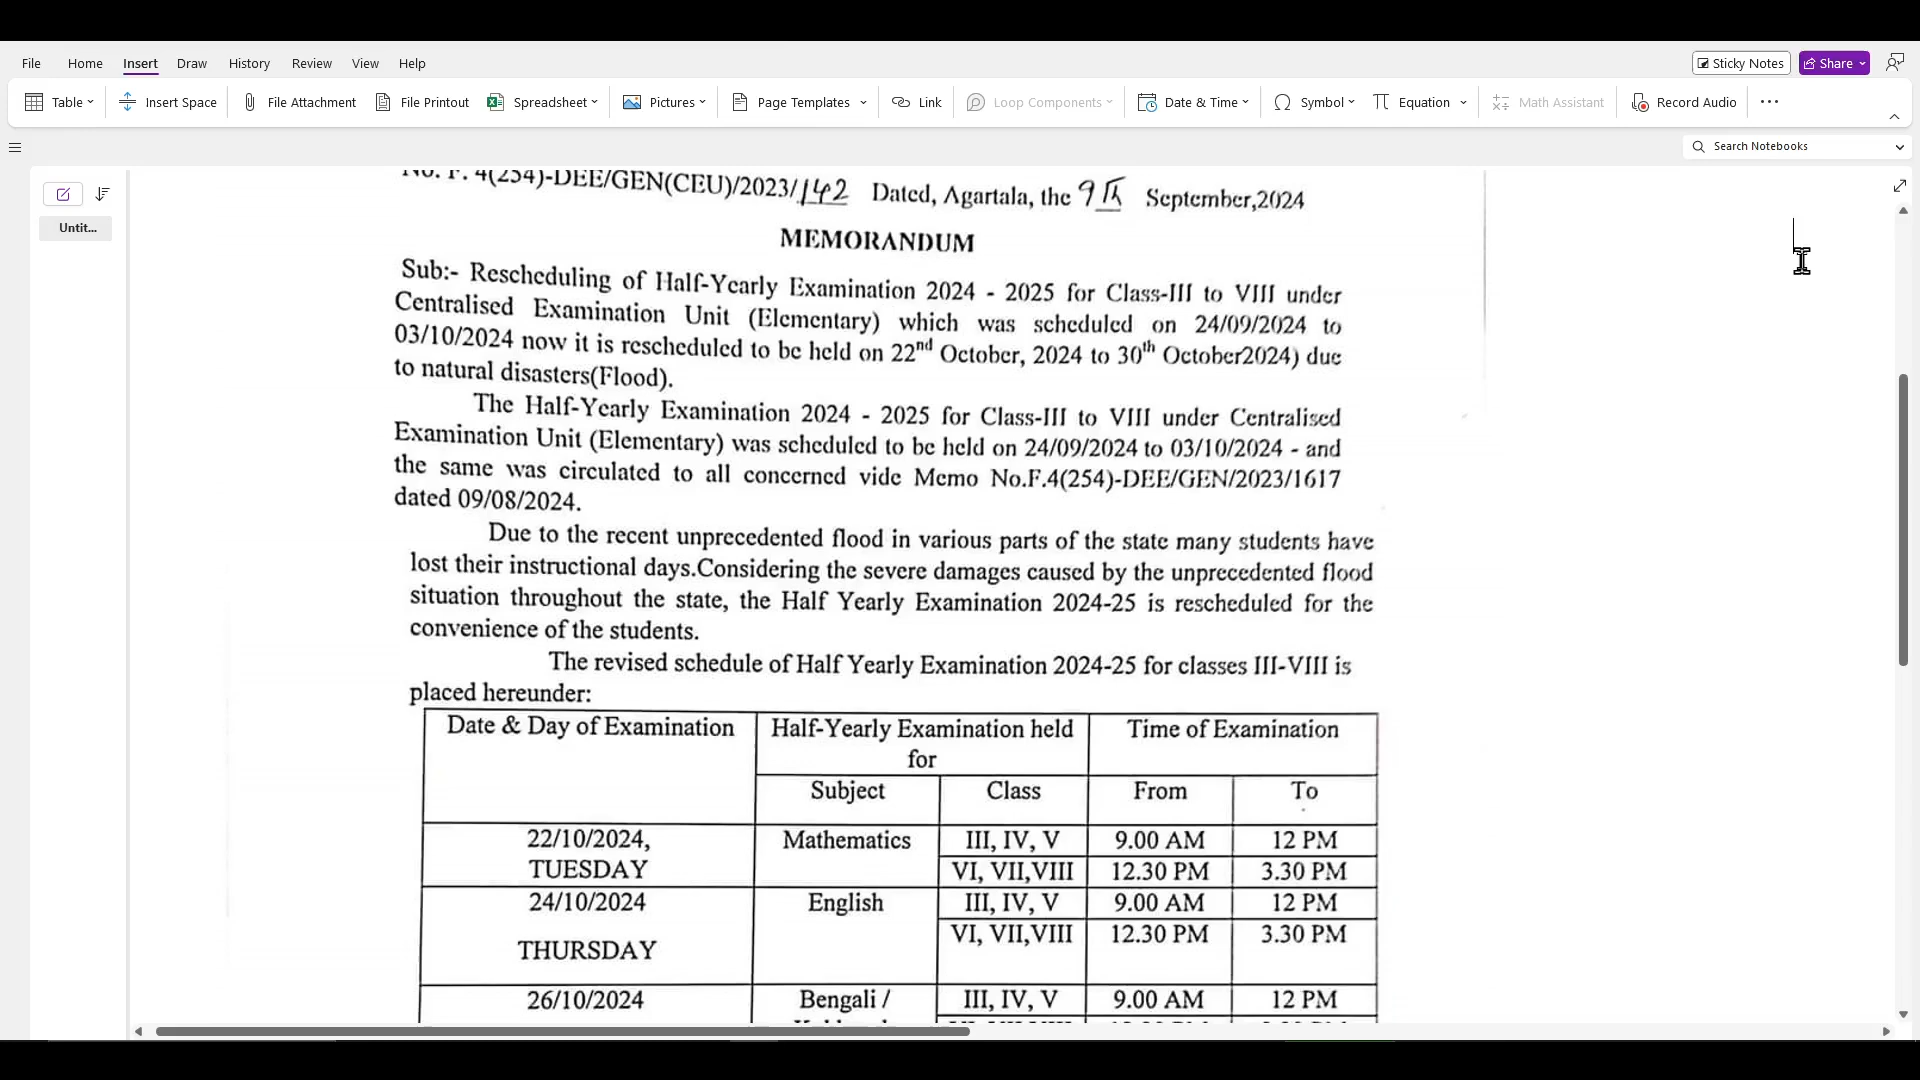 File Home Insert Draw History Review View Help Sticky Notes Share
Table Insert Space File Attachment File Printout Spreadsheet Pictures Page Templates Link Loop Components Date & Time Symbol Equation Math Assistant Record Audio ...
Search Notebooks
Untit...
No. F. 4(254)-DEE/GEN(CEU)/2023/142 Dated, Agartala, the 9th September,2024
MEMORANDUM
Sub:- Rescheduling of Half-Yearly Examination 2024 - 2025 for Class-III to VIII under
Centralised Examination Unit (Elementary) which was scheduled on 24/09/2024 to
03/10/2024 now it is rescheduled to be held on 22nd October, 2024 to 30th October2024) due
to natural disasters(Flood).
The Half-Yearly Examination 2024 - 2025 for Class-III to VIII under Centralised
Examination Unit (Elementary) was scheduled to be held on 24/09/2024 to 03/10/2024 - and
the same was circulated to all concerned vide Memo No.F.4(254)-DEE/GEN/2023/1617
dated 09/08/2024.
Due to the recent unprecedented flood in various parts of the state many students have
lost their instructional days.Considering the severe damages caused by the unprecedented flood
situation throughout the state, the Half Yearly Examination 2024-25 is rescheduled for the
convenience of the students.
The revised schedule of Half Yearly Examination 2024-25 for classes III-VIII is
placed hereunder:
Date & Day of Examination Half-Yearly Examination held Time of Examination
for
Subject Class From To
22/10/2024, Mathematics III, IV, V 9.00 AM 12 PM
TUESDAY VI, VII,VIII 12.30 PM 3.30 PM
24/10/2024 English III, IV, V 9.00 AM 12 PM
VI, VII,VIII 12.30 PM 3.30 PM
THURSDAY
26/10/2024 Bengali / III, IV, V 9.00 AM 12 PM